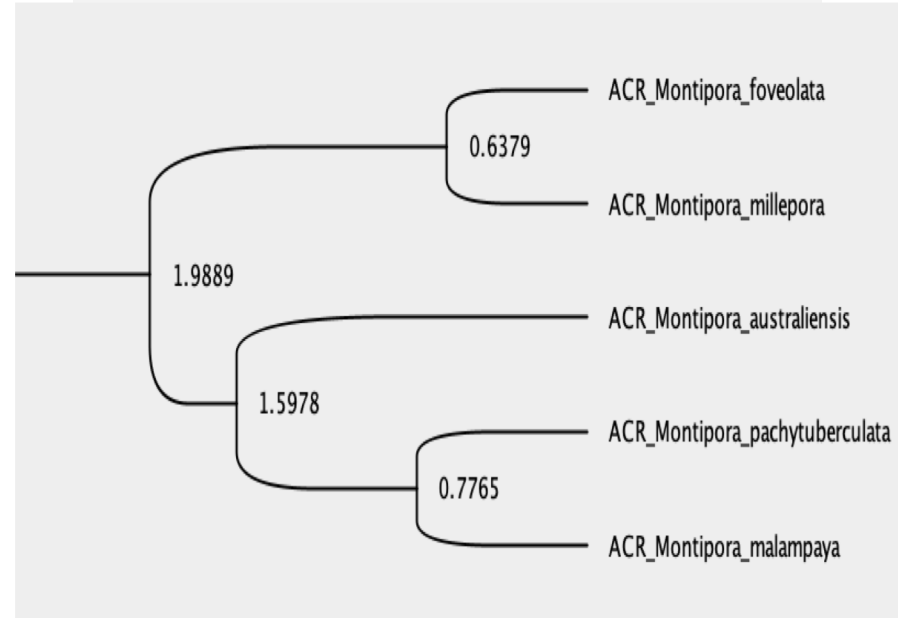 ACR_Montipora_foveolata
0.6379
ACR_Montipora_millepora
1.9889
ACR_Montipora_australiensis
1.5978
ACR_Montipora_pachytuberculata
0.7765
ACR_Montipora_malampaya